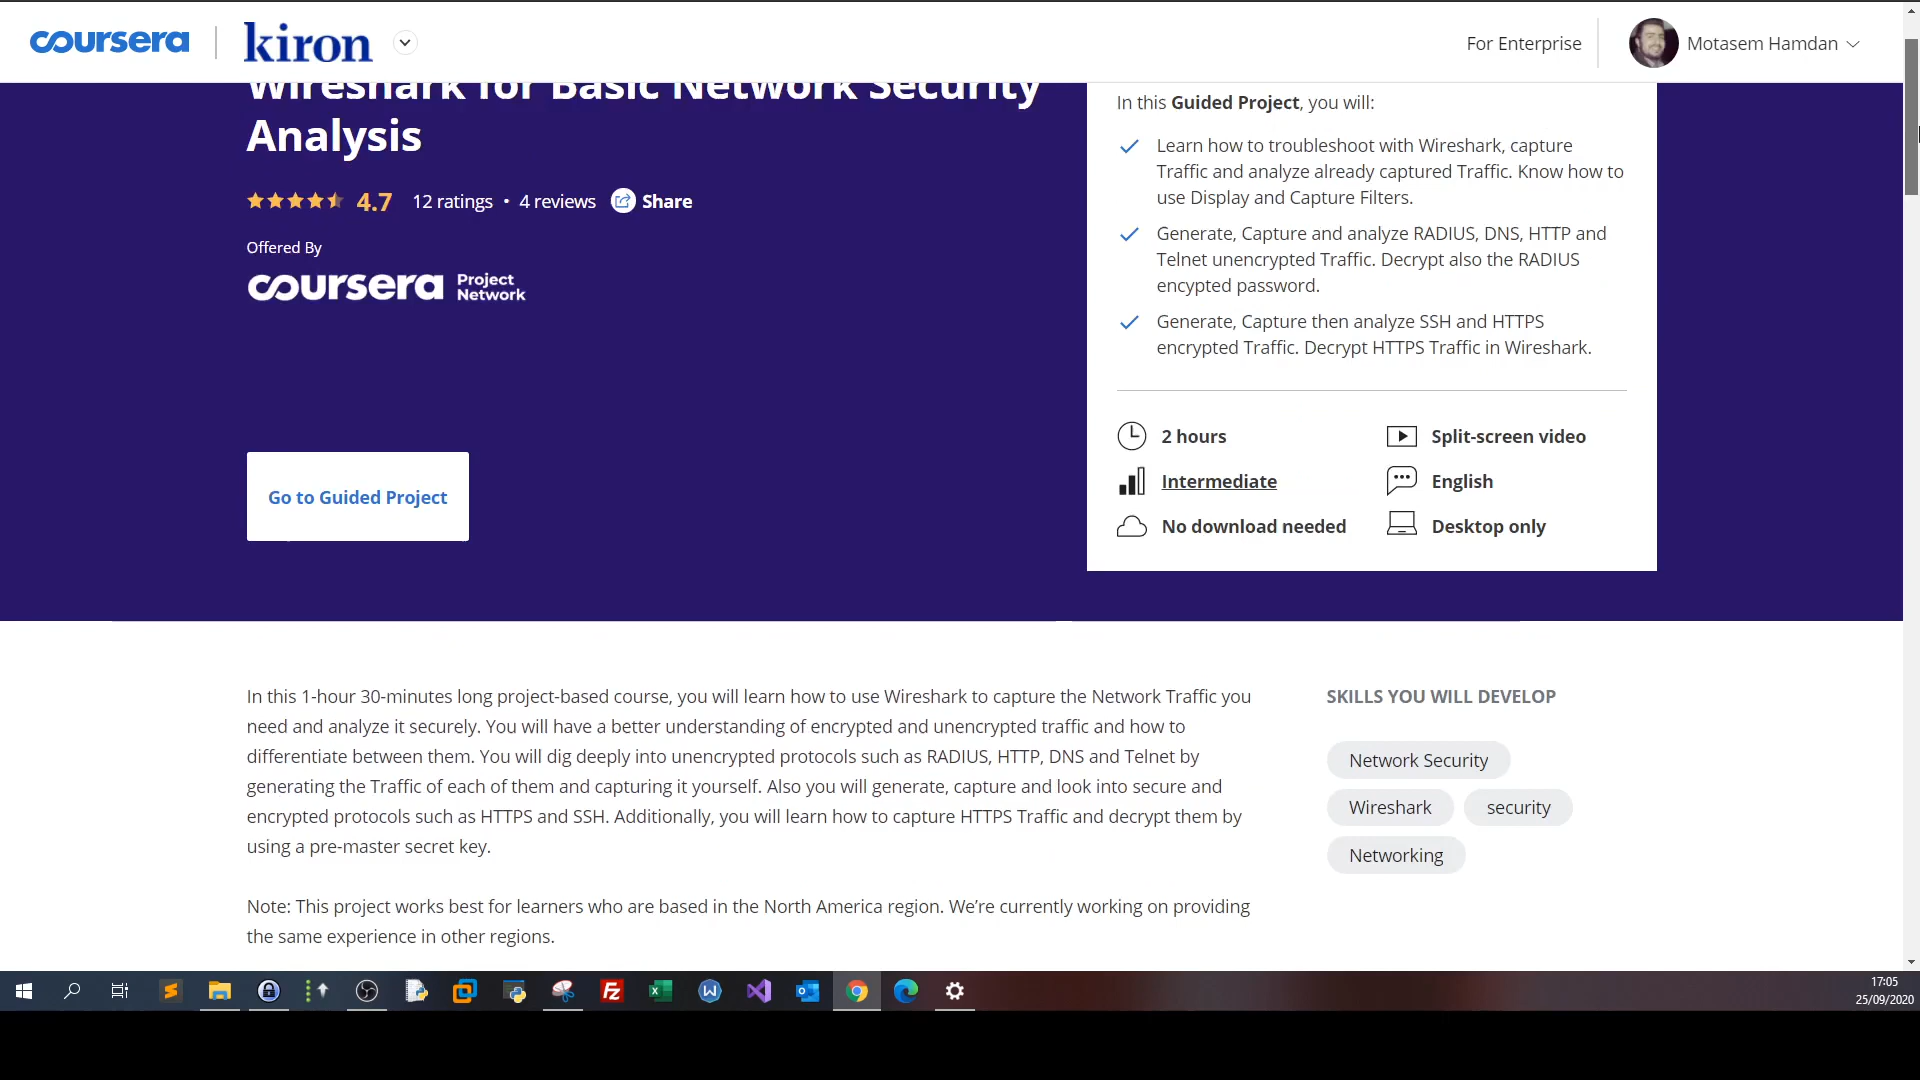 coursera | kiron
For Enterprise
Motasem Hamdan
Wireshark for Basic Network Security
Analysis
4.7 12 ratings • 4 reviews Share
Offered By
coursera Project
Network
Go to Guided Project
In this Guided Project, you will:
Learn how to troubleshoot with Wireshark, capture
Traffic and analyze already captured Traffic. Know how to
use Display and Capture Filters.
Generate, Capture and analyze RADIUS, DNS, HTTP and
Telnet unencrypted Traffic. Decrypt also the RADIUS
encypted password.
Generate, Capture then analyze SSH and HTTPS
encrypted Traffic. Decrypt HTTPS Traffic in Wireshark.
2 hours
Split-screen video
Intermediate
English
No download needed
Desktop only
In this 1-hour 30-minutes long project-based course, you will learn how to use Wireshark to capture the Network Traffic you
need and analyze it securely. You will have a better understanding of encrypted and unencrypted traffic and how to
differentiate between them. You will dig deeply into unencrypted protocols such as RADIUS, HTTP, DNS and Telnet by
generating the Traffic of each of them and capturing it yourself. Also you will generate, capture and look into secure and
encrypted protocols such as HTTPS and SSH. Additionally, you will learn how to capture HTTPS Traffic and decrypt them by
using a pre-master secret key.
Note: This project works best for learners who are based in the North America region. We’re currently working on providing
the same experience in other regions.
SKILLS YOU WILL DEVELOP
Network Security
Wireshark
security
Networking
17:05
25/09/2020